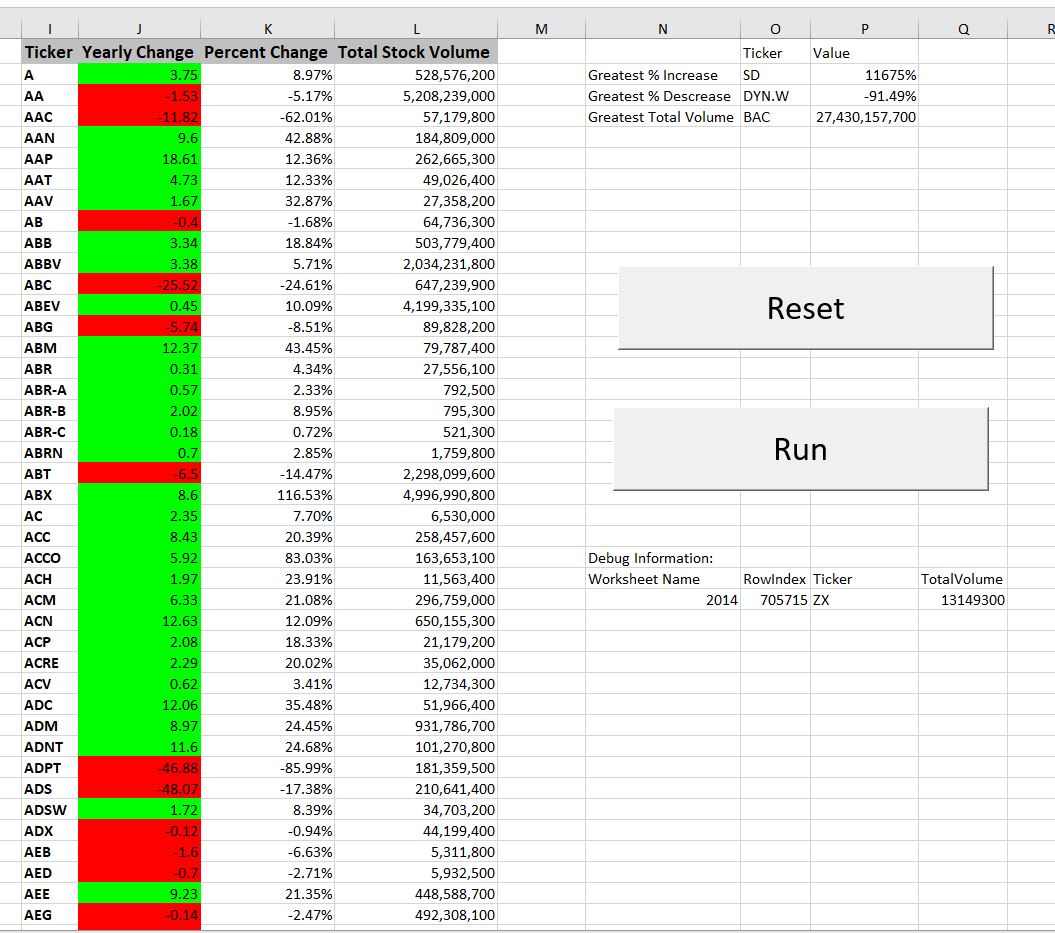 I J K L M N O P Q R
Ticker Yearly Change Percent Change Total Stock Volume Ticker Value
A 3.75 8.97% 528,576,200 Greatest % Increase SD 11675%
AA -1.53 -5.17% 5,208,239,000 Greatest % Descrease DYN.W -91.49%
AAC -11.82 -62.01% 57,179,800 Greatest Total Volume BAC 27,430,157,700
AAN 9.6 42.88% 184,809,000
AAP 18.61 12.36% 262,665,300
AAT 4.73 12.33% 49,026,400
AAV 1.67 32.87% 27,358,200
AB -0.4 -1.68% 64,736,300
ABB 3.34 18.84% 503,779,400
ABBV 3.38 5.71% 2,034,231,800
ABC -25.52 -24.61% 647,239,900
ABEV 0.45 10.09% 4,199,335,100
Reset
ABG -5.74 -8.51% 89,828,200
ABM 12.37 43.45% 79,787,400
ABR 0.31 4.34% 27,556,100
ABR-A 0.57 2.33% 792,500
ABR-B 2.02 8.95% 795,300
ABR-C 0.18 0.72% 521,300
ABRN 0.7 2.85% 1,759,800
Run
ABT -6.5 -14.47% 2,298,099,600
ABX 8.6 116.53% 4,996,990,800
AC 2.35 7.70% 6,530,000
ACC 8.43 20.39% 258,457,600
ACCO 5.92 83.03% 163,653,100 Debug Information:
ACH 1.97 23.91% 11,563,400 Worksheet Name RowIndex Ticker TotalVolume
ACM 6.33 21.08% 296,759,000 2014 705715 ZX 13149300
ACN 12.63 12.09% 650,155,300
ACP 2.08 18.33% 21,179,200
ACRE 2.29 20.02% 35,062,000
ACV 0.62 3.41% 12,734,300
ADC 12.06 35.48% 51,966,400
ADM 8.97 24.45% 931,786,700
ADNT 11.6 24.68% 101,270,800
ADPT -46.88 -85.99% 181,359,500
ADS -48.07 -17.38% 210,641,400
ADSW 1.72 8.39% 34,703,200
ADX -0.12 -0.94% 44,199,400
AEB -1.6 -6.63% 5,311,800
AED -0.7 -2.71% 5,932,500
AEE 9.23 21.35% 448,588,700
AEG -0.14 -2.47% 492,308,100